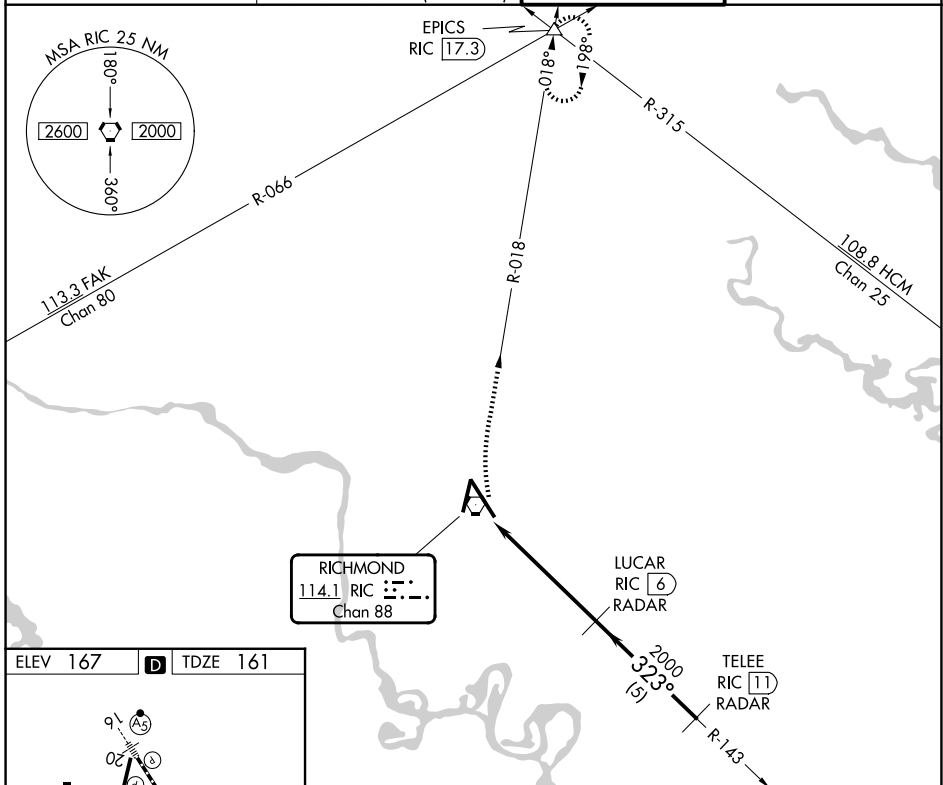 EPICS
RIC 17.3
MSA RIC 25 NM
180°
2600
2000
360°
018°
198°
R-315
R-066
R-018
113.3 FAK
Chan 80
108.8 HCM
Chan 25
RICHMOND
114.1 RIC
Chan 88
LUCAR
RIC 6
RADAR
2000
323°
(5)
TELEE
RIC 11
RADAR
R-143
ELEV 167 D TDZE 161
16
A5
20
P